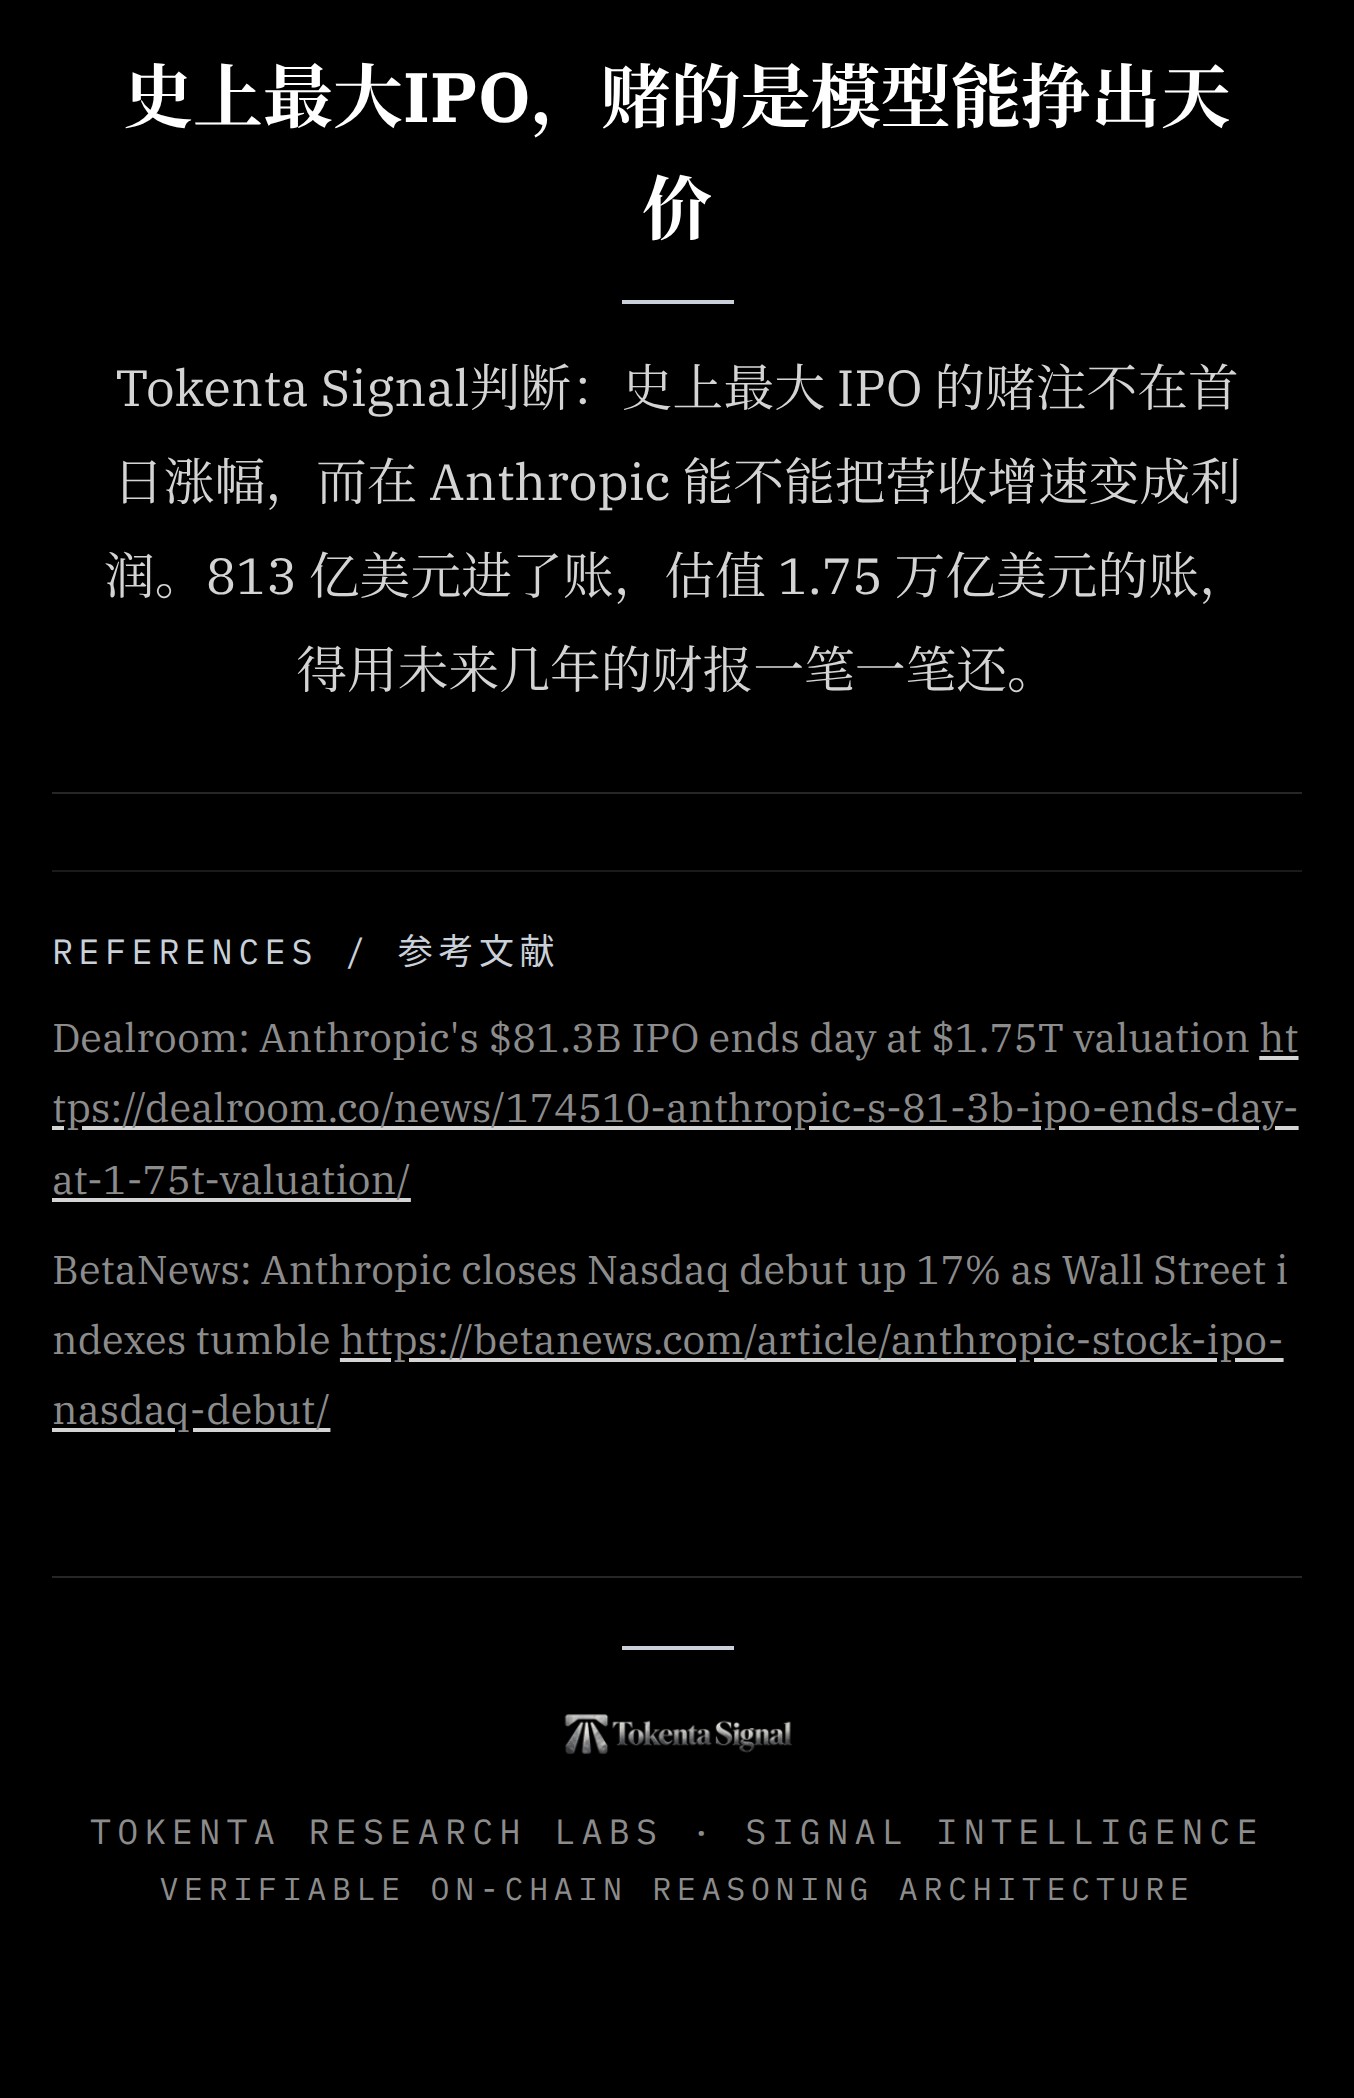 史上最大IPO，赌的是模型能挣出天
价
Tokenta Signal判断：史上最大 IPO 的赌注不在首
日涨幅，而在 Anthropic 能不能把营收增速变成利
润。813 亿美元进了账，估值 1.75 万亿美元的账，
得用未来几年的财报一笔一笔还。
REFERENCES / 参考文献
Dealroom: Anthropic's $81.3B IPO ends day at $1.75T valuation ht
tps://dealroom.co/news/174510-anthropic-s-81-3b-ipo-ends-day-
at-1-75t-valuation/
BetaNews: Anthropic closes Nasdaq debut up 17% as Wall Street i
ndexes tumble https://betanews.com/article/anthropic-stock-ipo-
nasdaq-debut/
Tokenta Signal
TOKENTA RESEARCH LABS · SIGNAL INTELLIGENCE
VERIFIABLE ON-CHAIN REASONING ARCHITECTURE